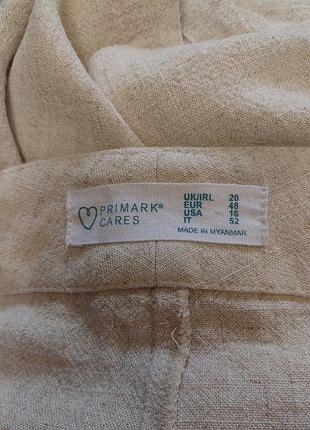 PRIMARK®
CARES
UK/IRL 20
EUR 48
USA 16
IT 52
MADE IN MYANMAR